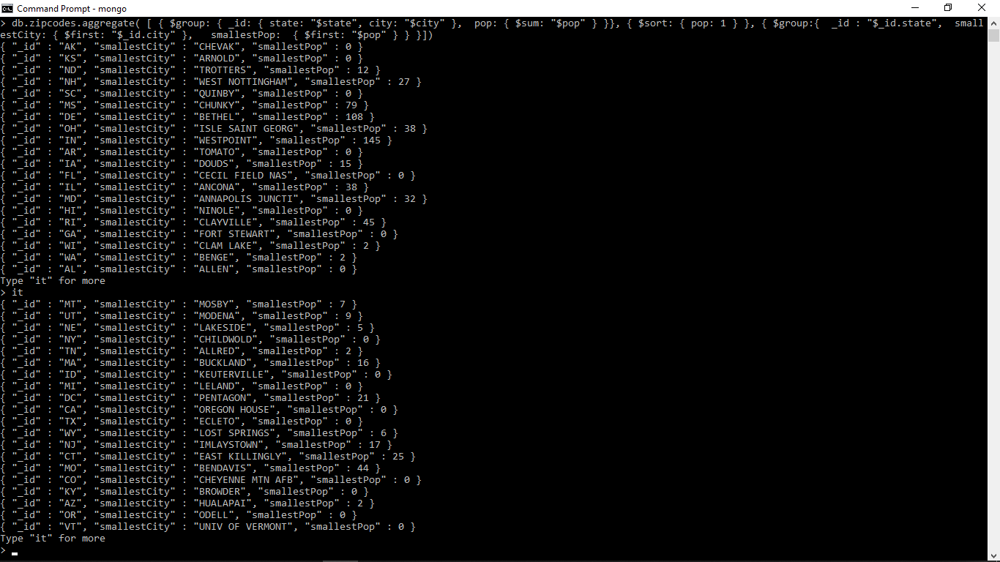 Command Prompt - mongo
> db.zipcodes.aggregate( [ { $group: { _id: { state: "$state", city: "$city" },  pop: { $sum: "$pop" } }}, { $sort: { pop: 1 } }, { $group:{  _id : "$_id.state",  small
estCity: { $first: "$_id.city" },   smallestPop:  { $first: "$pop" } } }])
{ "_id" : "AK", "smallestCity" : "CHEVAK", "smallestPop" : 0 }
{ "_id" : "KS", "smallestCity" : "ARNOLD", "smallestPop" : 0 }
{ "_id" : "ND", "smallestCity" : "TROTTERS", "smallestPop" : 12 }
{ "_id" : "NH", "smallestCity" : "WEST NOTTINGHAM", "smallestPop" : 27 }
{ "_id" : "SC", "smallestCity" : "QUINBY", "smallestPop" : 0 }
{ "_id" : "MS", "smallestCity" : "CHUNKY", "smallestPop" : 79 }
{ "_id" : "DE", "smallestCity" : "BETHEL", "smallestPop" : 108 }
{ "_id" : "OH", "smallestCity" : "ISLE SAINT GEORG", "smallestPop" : 38 }
{ "_id" : "IN", "smallestCity" : "WESTPOINT", "smallestPop" : 145 }
{ "_id" : "AR", "smallestCity" : "TOMATO", "smallestPop" : 0 }
{ "_id" : "IA", "smallestCity" : "DOUDS", "smallestPop" : 15 }
{ "_id" : "FL", "smallestCity" : "CECIL FIELD NAS", "smallestPop" : 0 }
{ "_id" : "IL", "smallestCity" : "ANCONA", "smallestPop" : 38 }
{ "_id" : "MD", "smallestCity" : "ANNAPOLIS JUNCTI", "smallestPop" : 32 }
{ "_id" : "HI", "smallestCity" : "NINOLE", "smallestPop" : 0 }
{ "_id" : "RI", "smallestCity" : "CLAYVILLE", "smallestPop" : 45 }
{ "_id" : "GA", "smallestCity" : "FORT STEWART", "smallestPop" : 0 }
{ "_id" : "WI", "smallestCity" : "CLAM LAKE", "smallestPop" : 2 }
{ "_id" : "WA", "smallestCity" : "BENGE", "smallestPop" : 2 }
{ "_id" : "AL", "smallestCity" : "ALLEN", "smallestPop" : 0 }
Type "it" for more
> it
{ "_id" : "MT", "smallestCity" : "MOSBY", "smallestPop" : 7 }
{ "_id" : "UT", "smallestCity" : "MODENA", "smallestPop" : 9 }
{ "_id" : "NE", "smallestCity" : "LAKESIDE", "smallestPop" : 5 }
{ "_id" : "NY", "smallestCity" : "CHILDWOLD", "smallestPop" : 0 }
{ "_id" : "TN", "smallestCity" : "ALLRED", "smallestPop" : 2 }
{ "_id" : "MA", "smallestCity" : "BUCKLAND", "smallestPop" : 16 }
{ "_id" : "ID", "smallestCity" : "KEUTERVILLE", "smallestPop" : 0 }
{ "_id" : "MI", "smallestCity" : "LELAND", "smallestPop" : 0 }
{ "_id" : "DC", "smallestCity" : "PENTAGON", "smallestPop" : 21 }
{ "_id" : "CA", "smallestCity" : "OREGON HOUSE", "smallestPop" : 0 }
{ "_id" : "TX", "smallestCity" : "ECLETO", "smallestPop" : 0 }
{ "_id" : "WY", "smallestCity" : "LOST SPRINGS", "smallestPop" : 6 }
{ "_id" : "NJ", "smallestCity" : "IMLAYSTOWN", "smallestPop" : 17 }
{ "_id" : "CT", "smallestCity" : "EAST KILLINGLY", "smallestPop" : 25 }
{ "_id" : "MO", "smallestCity" : "BENDAVIS", "smallestPop" : 44 }
{ "_id" : "CO", "smallestCity" : "CHEYENNE MTN AFB", "smallestPop" : 0 }
{ "_id" : "KY", "smallestCity" : "BROWDER", "smallestPop" : 0 }
{ "_id" : "AZ", "smallestCity" : "HUALAPAI", "smallestPop" : 2 }
{ "_id" : "OR", "smallestCity" : "ODELL", "smallestPop" : 0 }
{ "_id" : "VT", "smallestCity" : "UNIV OF VERMONT", "smallestPop" : 0 }
Type "it" for more
>